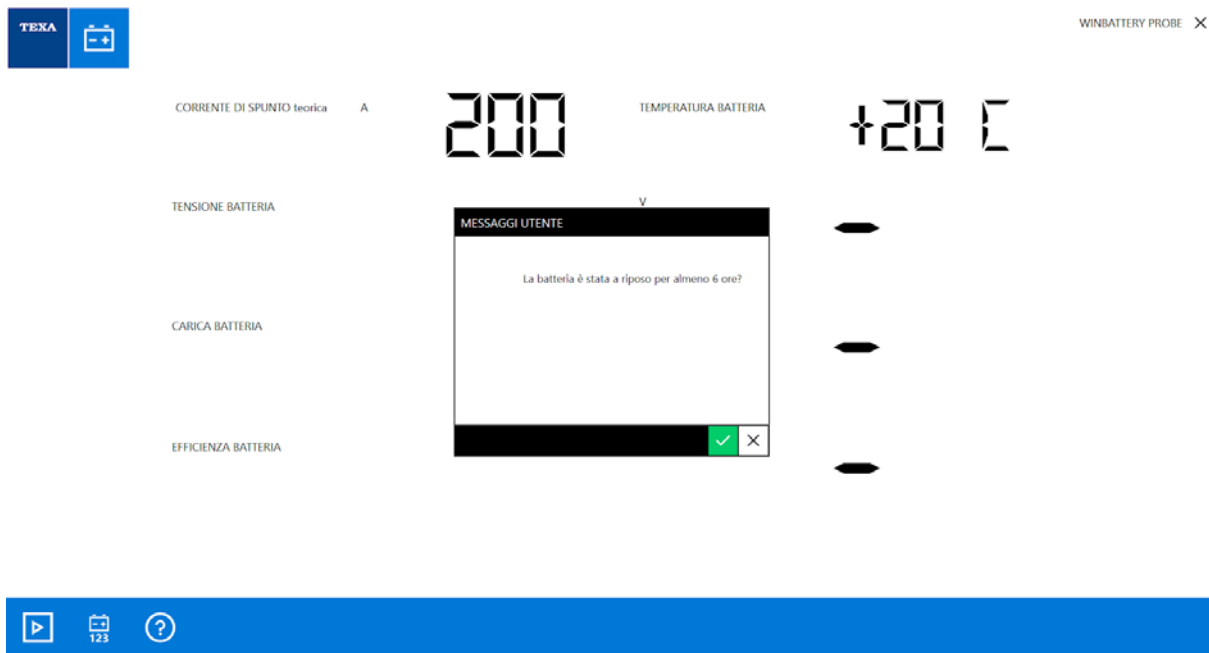 TEXA
WINBATTERY PROBE
CORRENTE DI SPUNTO teorica A 200 TEMPERATURA BATTERIA +20 C
TENSIONE BATTERIA V
MESSAGGI UTENTE
La batteria è stata a riposo per almeno 6 ore?
CARICA BATTERIA
EFFICIENZA BATTERIA
123